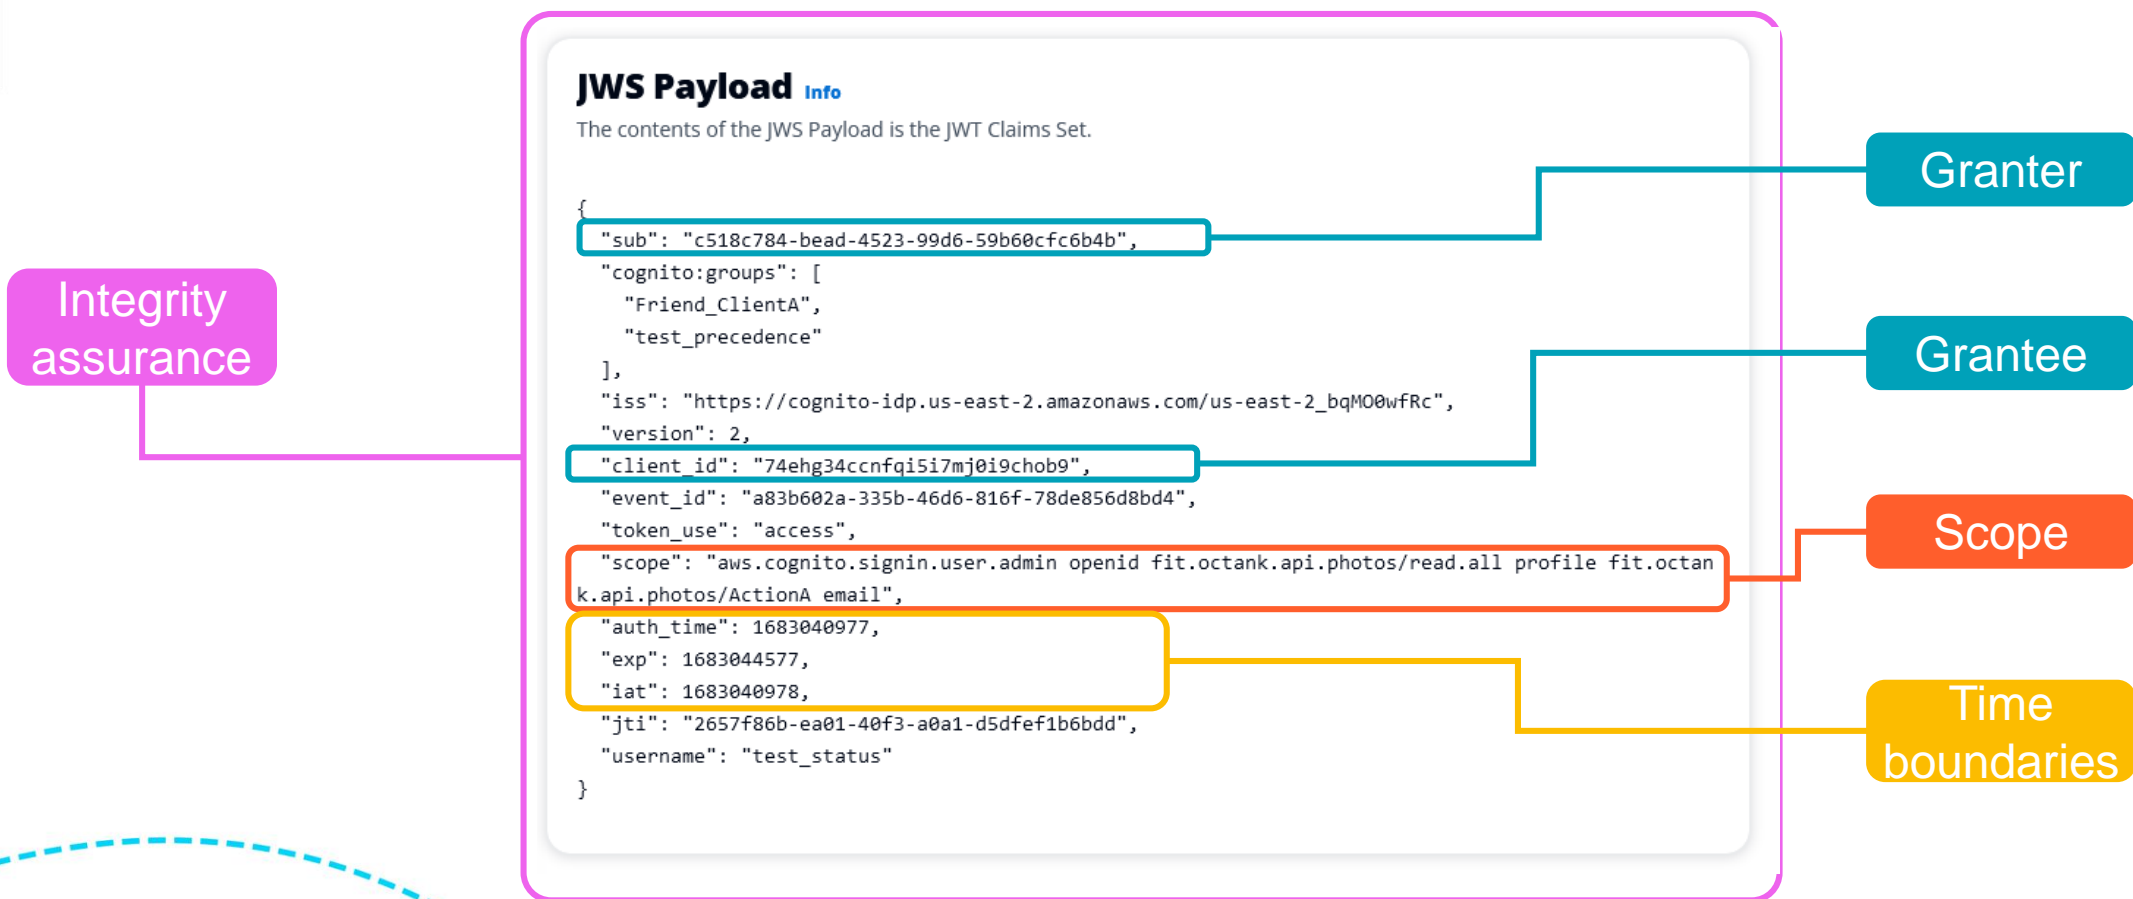 JWS Payload Info
The contents of the JWS Payload is the JWT Claims Set.
{
"sub": "c518c784-bead-4523-99d6-59b60cfc6b4b",
"cognito:groups": [
"Friend_ClientA",
"test_precedence"
],
"iss": "https://cognito-idp.us-east-2.amazonaws.com/us-east-2_bqMO0wfRc",
"version": 2,
"client_id": "74ehg34ccnfqi5i7mj0i9chob9",
"event_id": "a83b602a-335b-46d6-816f-78de856d8bd4",
"token_use": "access",
"scope": "aws.cognito.signin.user.admin openid fit.octank.api.photos/read.all profile fit.octan
k.api.photos/ActionA email",
"auth_time": 1683040977,
"exp": 1683044577,
"iat": 1683040978,
"jti": "2657f86b-ea01-40f3-a0a1-d5dfef1b6bdd",
"username": "test_status"
}
Integrity
assurance
Granter
Grantee
Scope
Time
boundaries